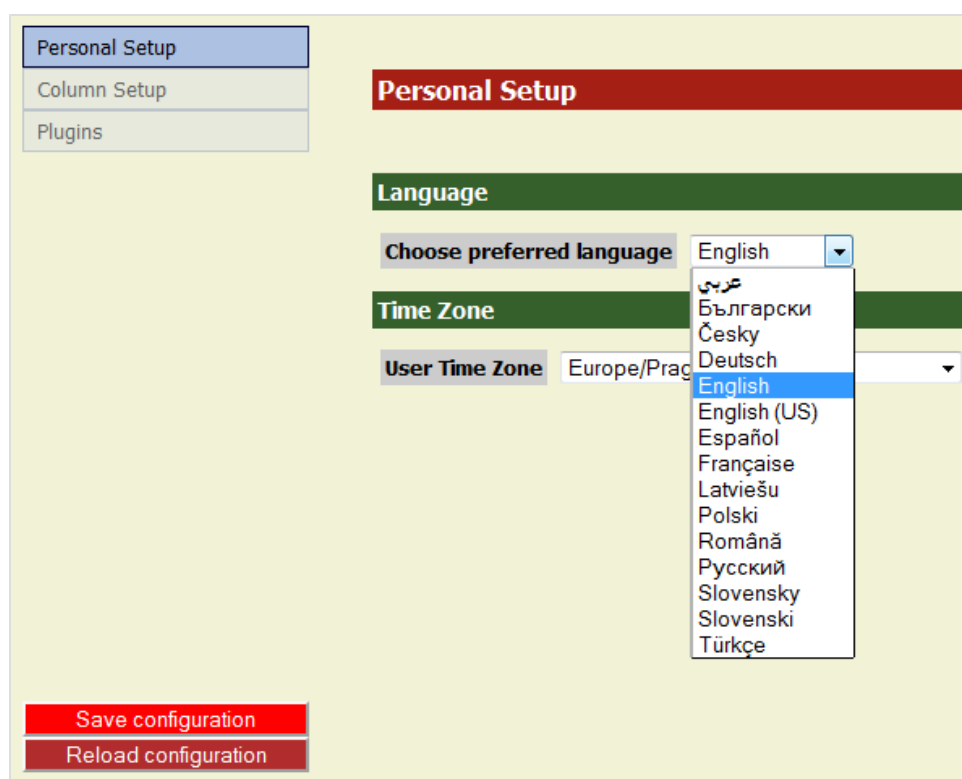 Personal Setup
Column Setup
Plugins
Personal Setup
Language
Choose preferred language English
عربي
Български
Česky
Deutsch
English
English (US)
Español
Française
Latviešu
Polski
Română
Русский
Slovensky
Slovenski
Türkçe
Time Zone
User Time Zone Europe/Prag
Save configuration
Reload configuration